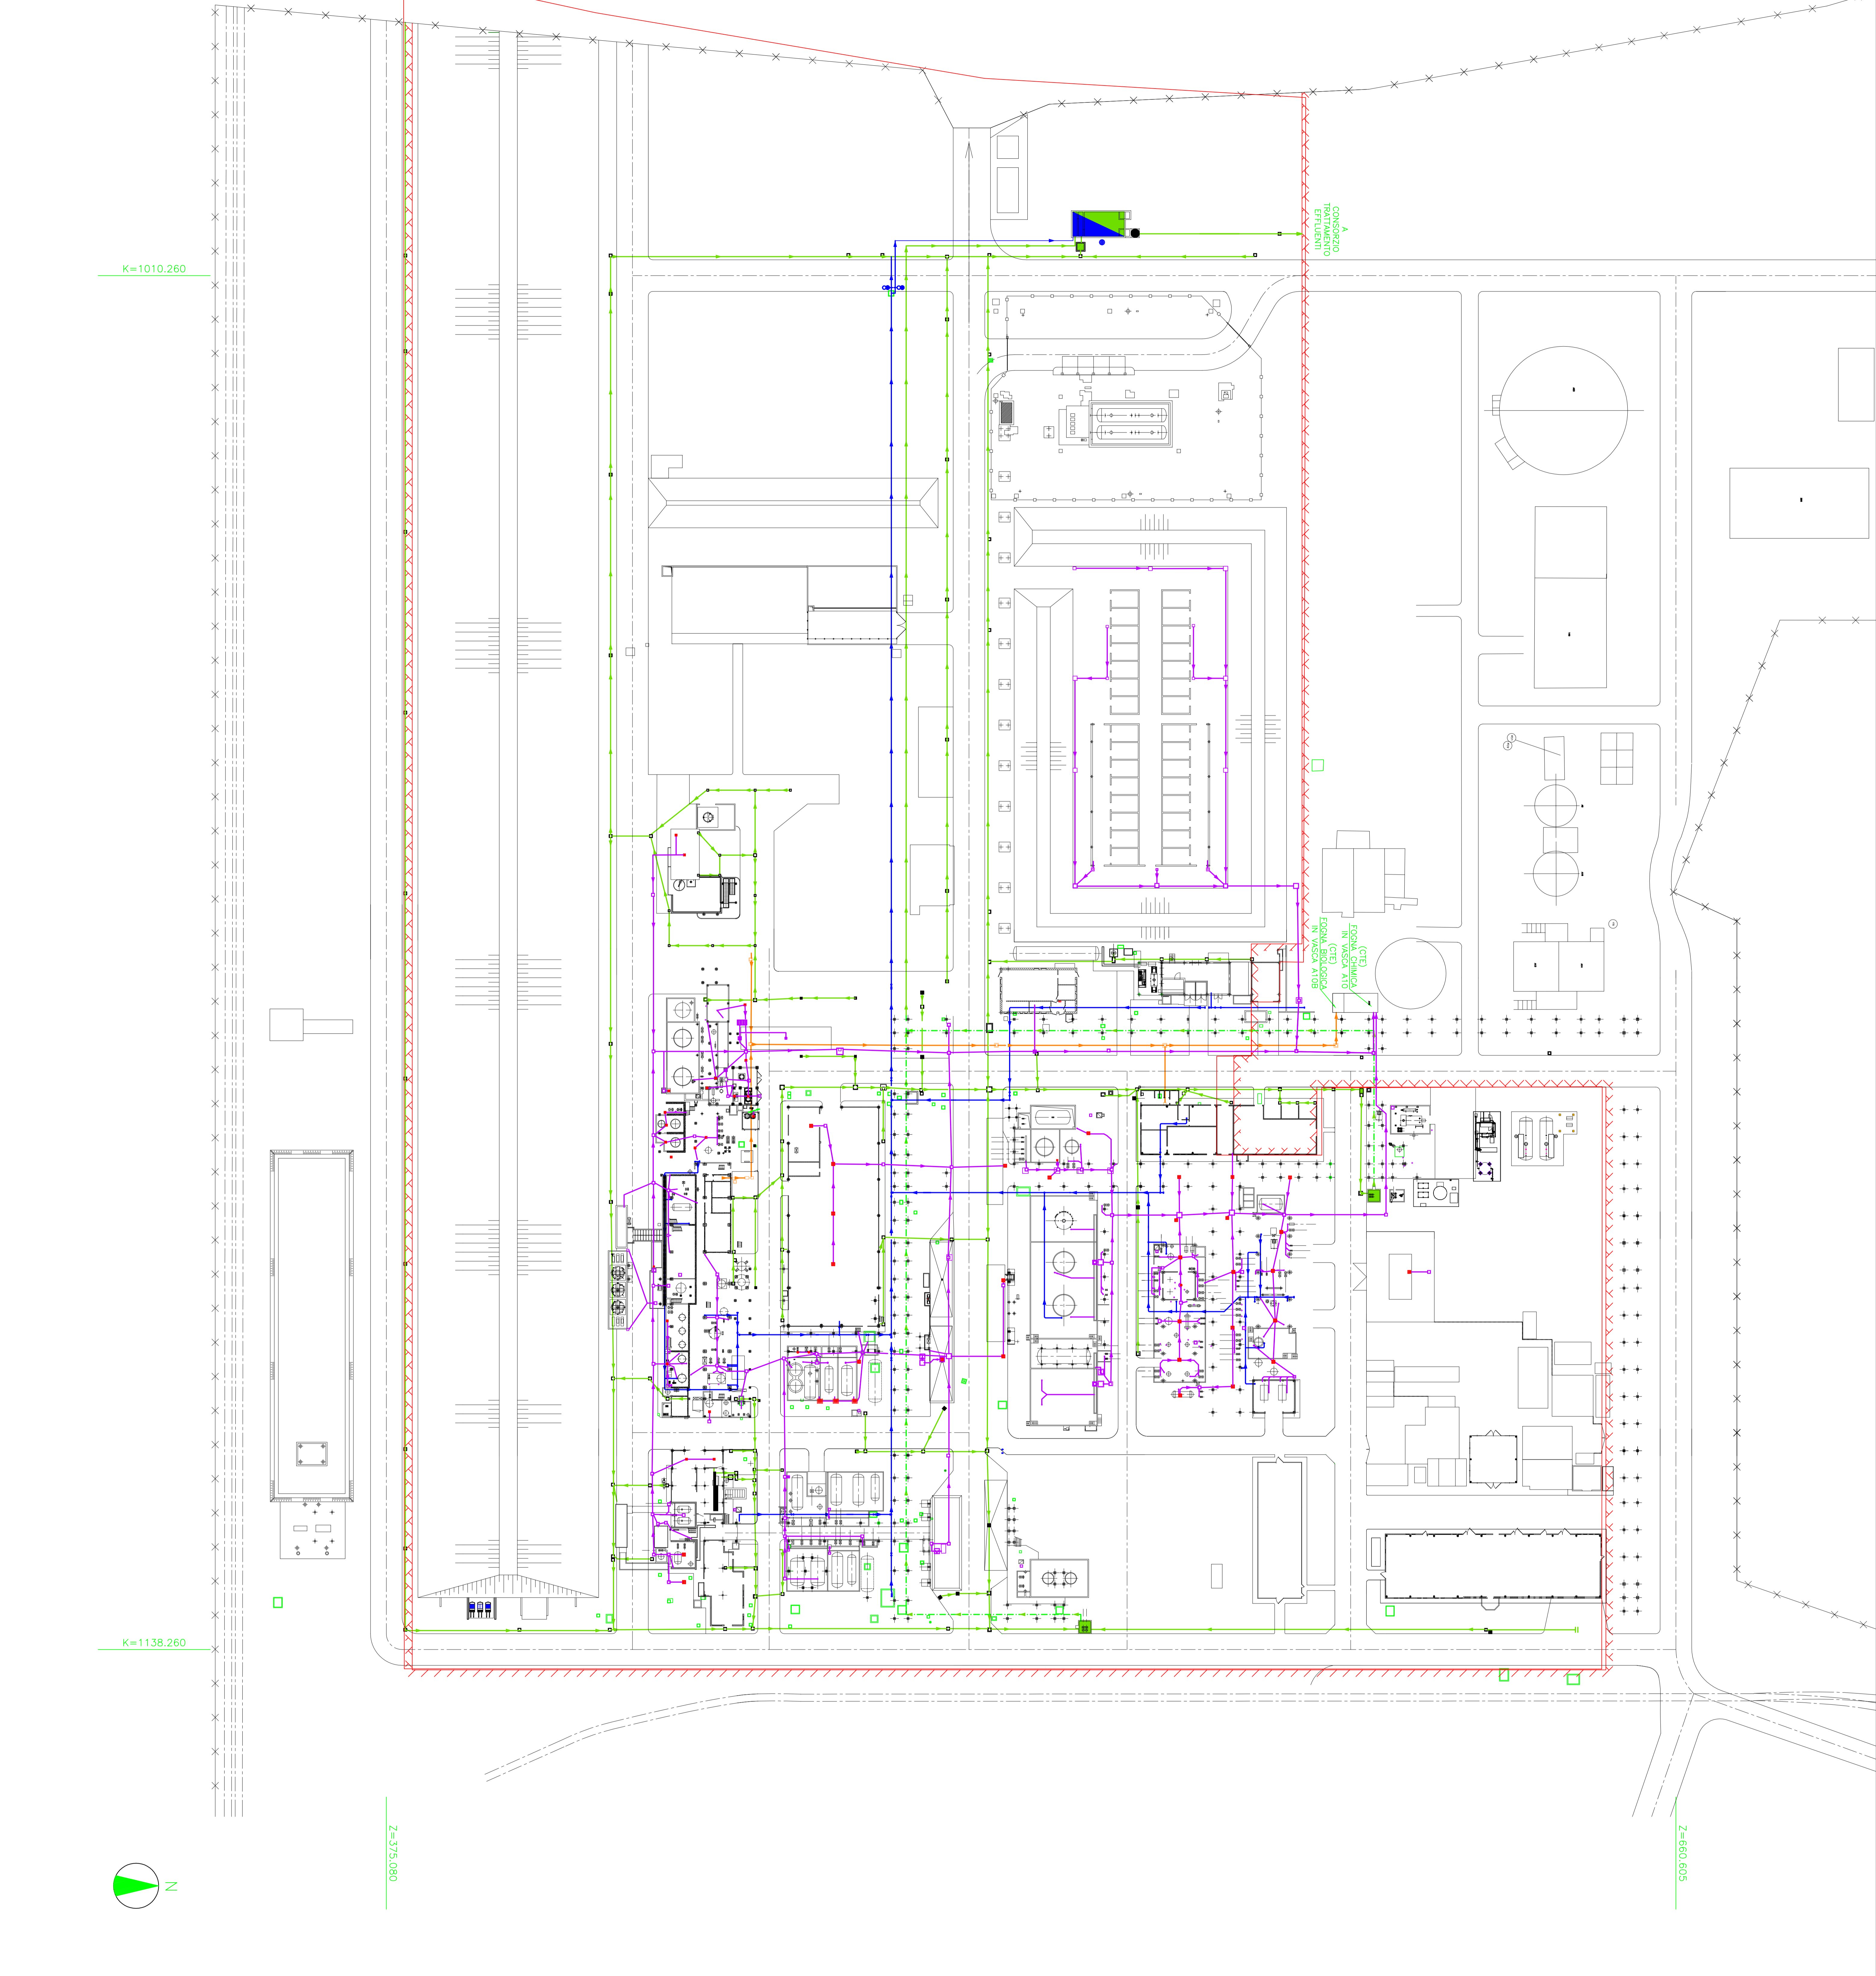 A
CONSORZIO
TRATTAMENTO
EFFLUENTI
K=1010.260
(CTE)
FOGNA CHIMICA
IN VASCA A51D
(CTE)
FOGNA BIOLOGICA
IN VASCA A10B
K=1138.260
Z=375.080
Z=660.605
N